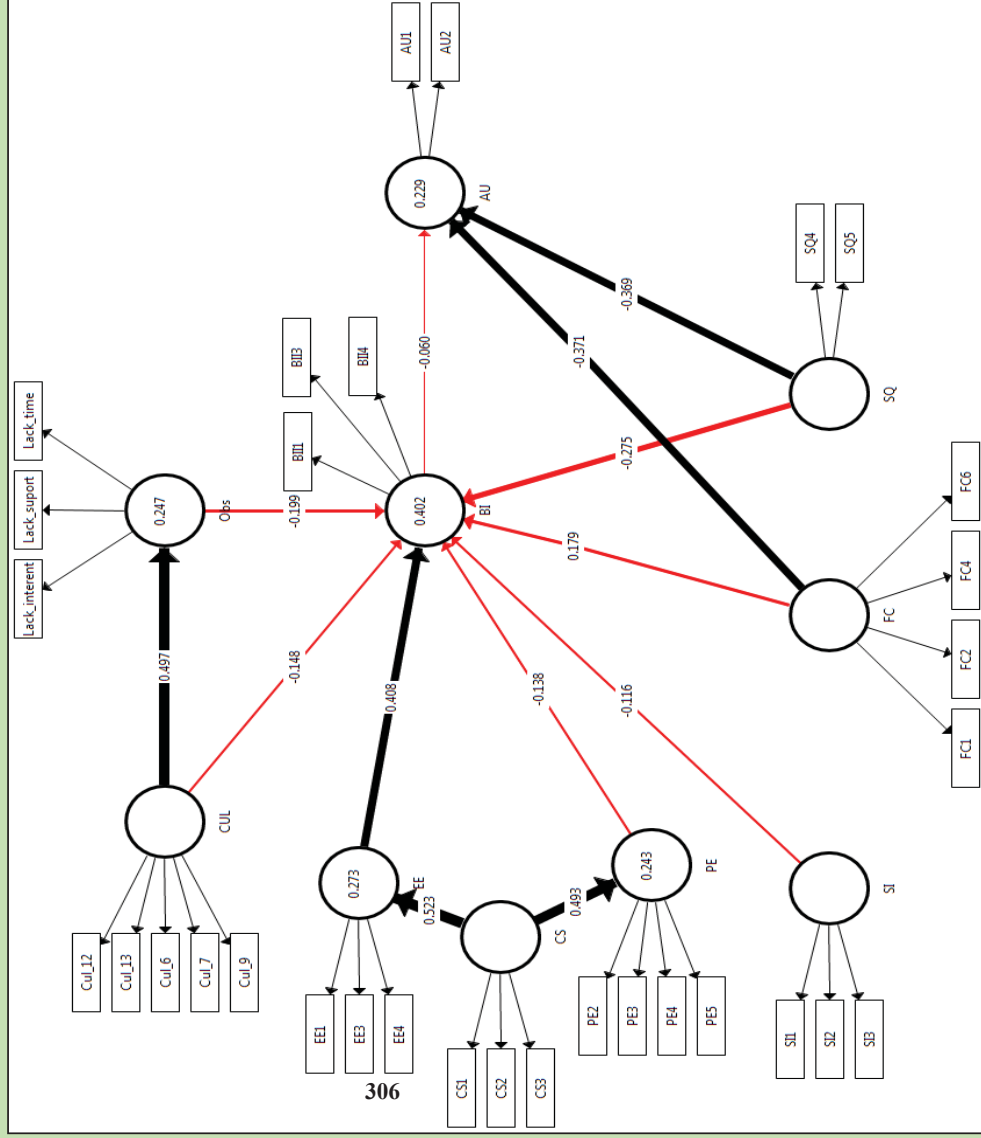 Lack_interent
Lack_suport
Lack_time
0.247
Obs
0.497
CUL
Cul_12
Cul_13
Cul_6
Cul_7
Cul_9
-0.148
-0.199
BII1
BII3
BII4
0.402
BI
-0.060
0.229
AU
AU1
AU2
0.408
0.273
EE
EE1
EE3
EE4
0.523
CS
CS1
CS2
CS3
0.493
0.243
PE
PE2
PE3
PE4
PE5
-0.138
-0.116
SI
SI1
SI2
SI3
0.179
-0.371
FC
FC1
FC2
FC4
FC6
-0.275
-0.369
SQ
SQ4
SQ5
306